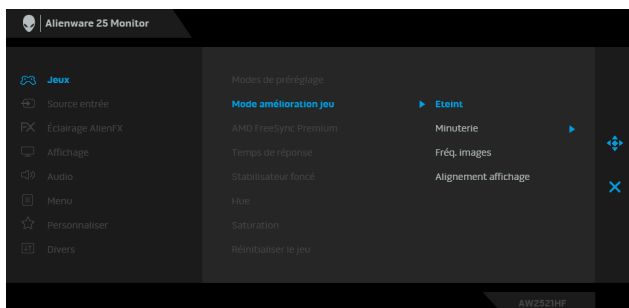 Alienware 25 Monitor
Jeux
Source entrée
Éclairage AlienFX
Affichage
Audio
Menu
Personnaliser
Divers
Modes de préréglage
Mode amélioration jeu
AMD FreeSync Premium
Temps de réponse
Stabilisateur foncé
Hue
Saturation
Réinitialiser le jeu
Eteint
Minuterie
Fréq. images
Alignement affichage
AW2521HF